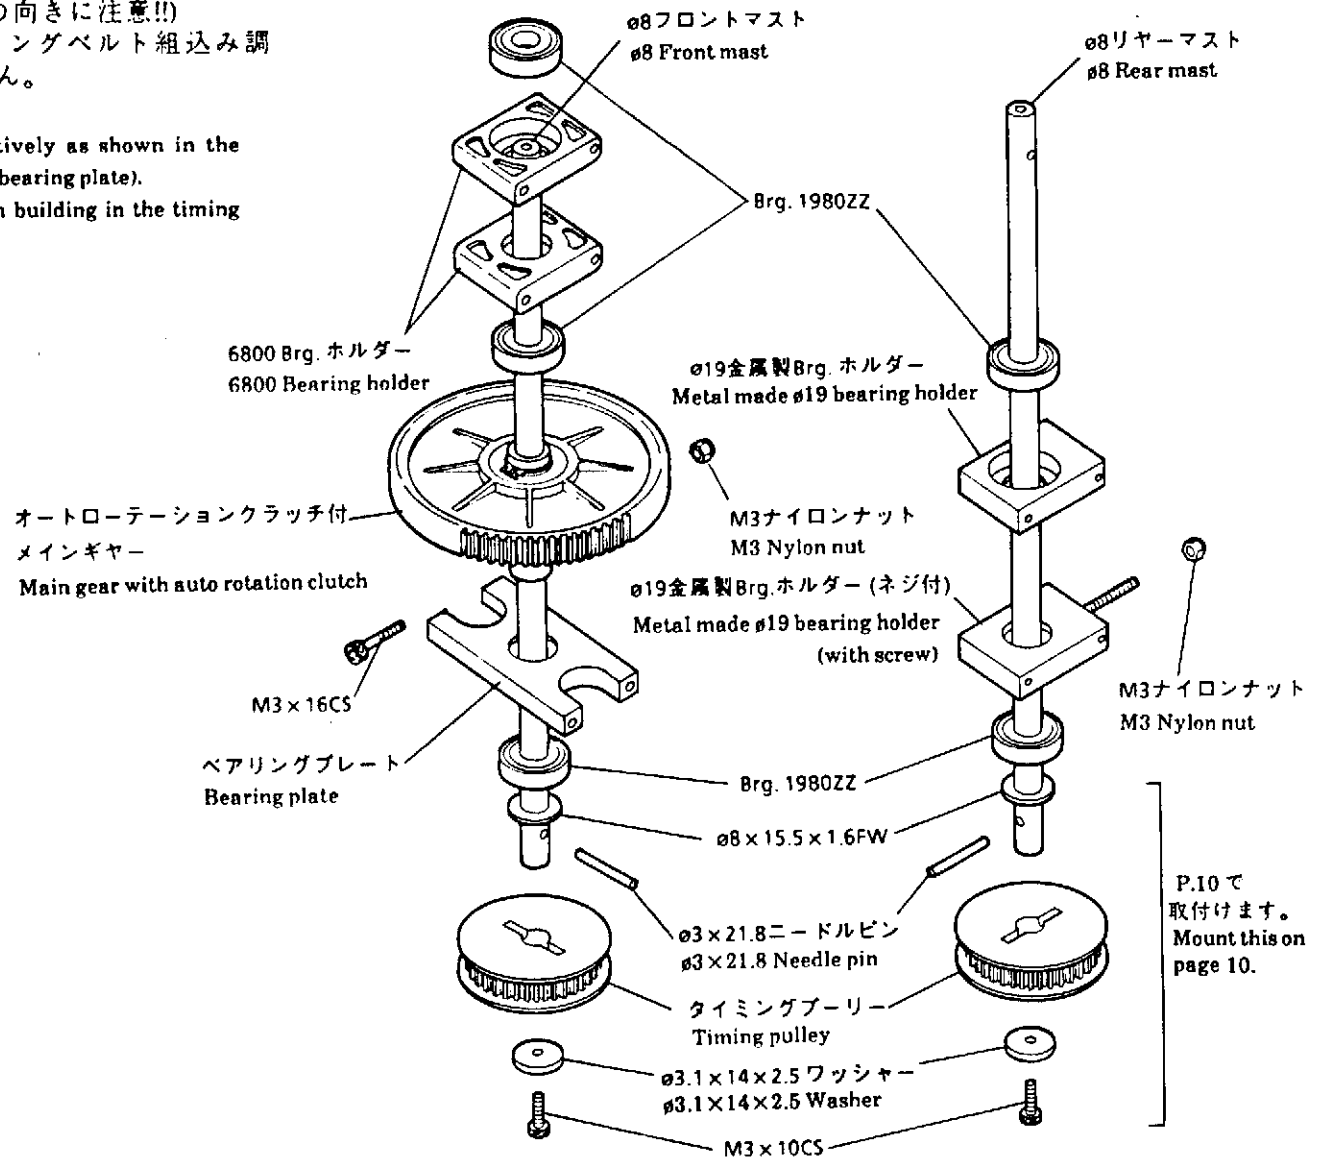 の向きに注意!!)
ングベルト組込み調
ん。
tively as shown in the
bearing plate).
n building in the timing
ø8フロントマスト
ø8 Front mast
ø8リヤーマスト
ø8 Rear mast
Brg. 1980ZZ
6800 Brg. ホルダー
6800 Bearing holder
ø19金属製Brg. ホルダー
Metal made ø19 bearing holder
オートローテーションクラッチ付
メインギヤー
Main gear with auto rotation clutch
M3ナイロンナット
M3 Nylon nut
ø19金属製Brg.ホルダー (ネジ付)
Metal made ø19 bearing holder
(with screw)
M3×16CS
M3ナイロンナット
M3 Nylon nut
ベアリングプレート
Bearing plate
Brg. 1980ZZ
ø8×15.5×1.6FW
P.10 で
取付けます。
Mount this on
page 10.
ø3×21.8ニードルピン
ø3×21.8 Needle pin
タイミングプーリー
Timing pulley
ø3.1×14×2.5 ワッシャー
ø3.1×14×2.5 Washer
M3×10CS